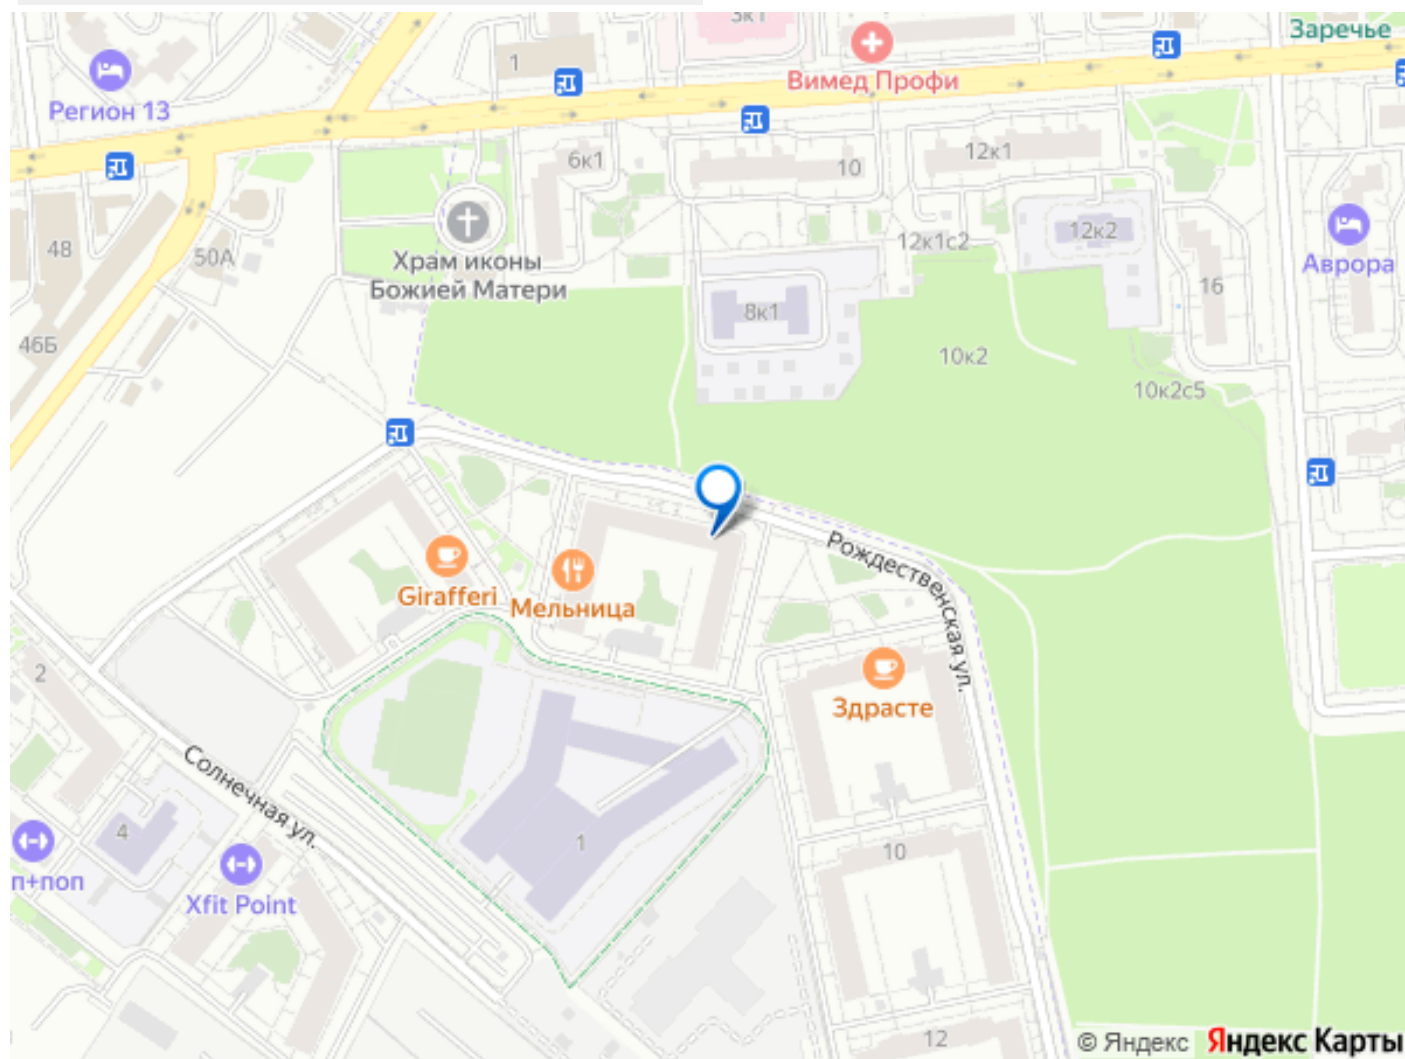 3к1
Заречье
1
Вимед Профи
Регион 13
6к1
10
12к1
48
50А
Храм иконы
Божией Матери
12к1с2
12к2
Аврора
16
46Б
8к1
10к2
10к2с5
Рождественская ул.
Girafferi
Мельница
2
Здрасте
Солнечная ул.
4
1
10
п+поп
Xfit Point
12
© Яндекс Яндекс Карты